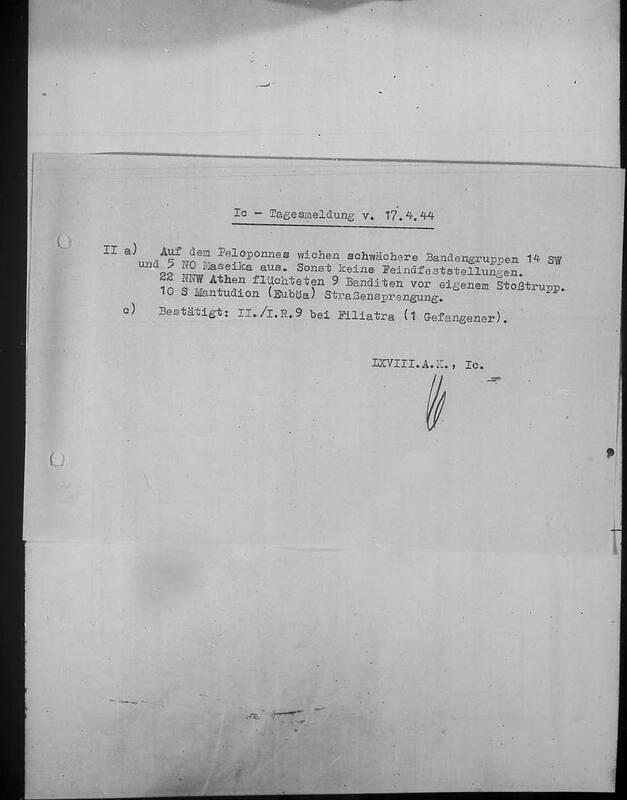 Ic - Tagesmeldung v. 17.4.44
II a) Auf dem Peloponnes wichen schwächere Bandengruppen 14 SW
und 5 NO Maseika aus. Sonst keine Feindfeststellungen.
22 NNW Athen flüchteten 9 Banditen vor eigenem Stoßtrupp.
10 S Mantudion (Euböa) Straßensprengung.
c) Bestätigt: II./I.R.9 bei Filiatra (1 Gefangener).
LXVIII.A.K., Ic.